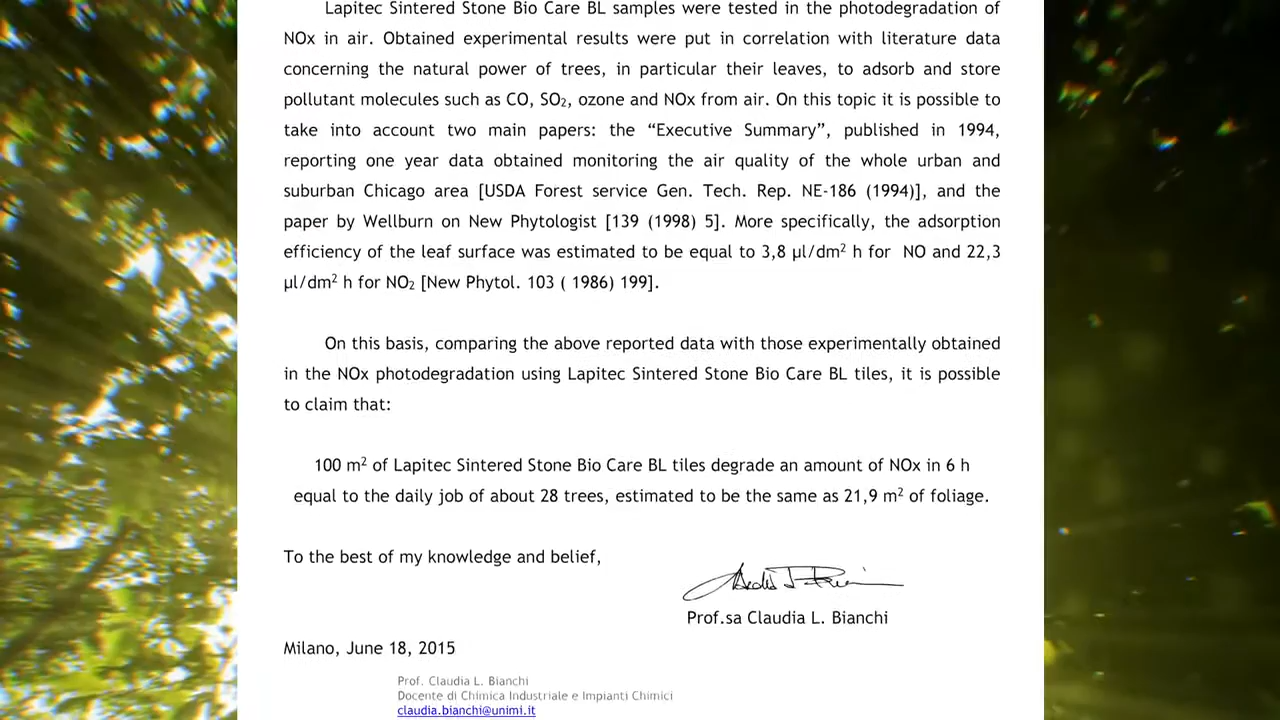 Lapitec Sintered Stone Bio Care BL samples were tested in the photodegradation of
NOx in air. Obtained experimental results were put in correlation with literature data
concerning the natural power of trees, in particular their leaves, to adsorb and store
pollutant molecules such as CO, SO₂, ozone and NOx from air. On this topic it is possible to
take into account two main papers: the “Executive Summary”, published in 1994,
reporting one year data obtained monitoring the air quality of the whole urban and
suburban Chicago area [USDA Forest service Gen. Tech. Rep. NE-186 (1994)], and the
paper by Wellburn on New Phytologist [139 (1998) 5]. More specifically, the adsorption
efficiency of the leaf surface was estimated to be equal to 3,8 µl/dm² h for NO and 22,3
µl/dm² h for NO₂ [New Phytol. 103 ( 1986) 199].
On this basis, comparing the above reported data with those experimentally obtained
in the NOx photodegradation using Lapitec Sintered Stone Bio Care BL tiles, it is possible
to claim that:
100 m² of Lapitec Sintered Stone Bio Care BL tiles degrade an amount of NOx in 6 h
equal to the daily job of about 28 trees, estimated to be the same as 21,9 m² of foliage.
To the best of my knowledge and belief,
Prof.sa Claudia L. Bianchi
Milano, June 18, 2015
Prof. Claudia L. Bianchi
Docente di Chimica Industriale e Impianti Chimici
claudia.bianchi@unimi.it